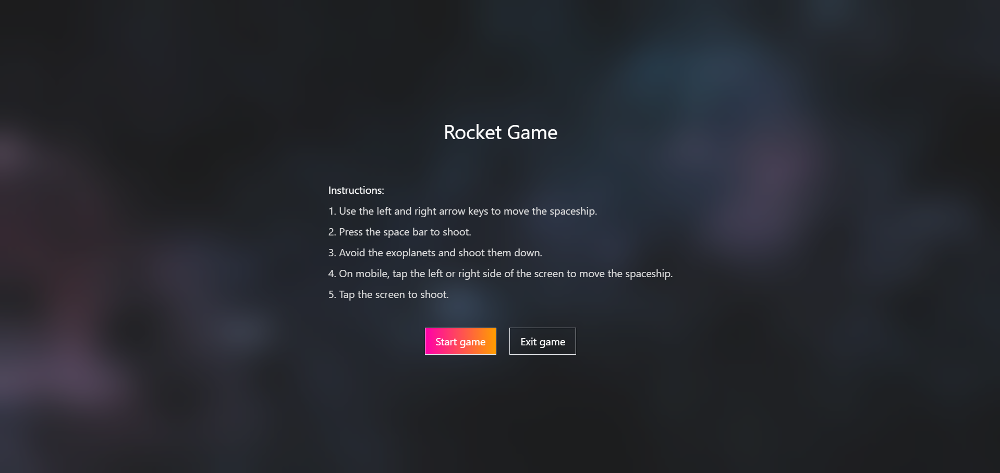 Rocket Game
Instructions:
1. Use the left and right arrow keys to move the spaceship.
2. Press the space bar to shoot.
3. Avoid the exoplanets and shoot them down.
4. On mobile, tap the left or right side of the screen to move the spaceship.
5. Tap the screen to shoot.
Start game
Exit game